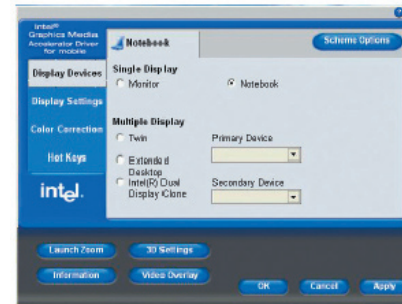 Intel®
Graphics Media
Accelerator Driver
for mobile
Notebook
Scheme Options
Display Devices
Display Settings
Color Correction
Hot Keys
intel.
Single Display
Monitor
Notebook
Multiple Display
Twin
Primary Device
Extended
Desktop
Intel(R) Dual
Display Clone
Secondary Device
Launch Zoom
3D Settings
Information
Video Overlay
OK
Cancel
Apply